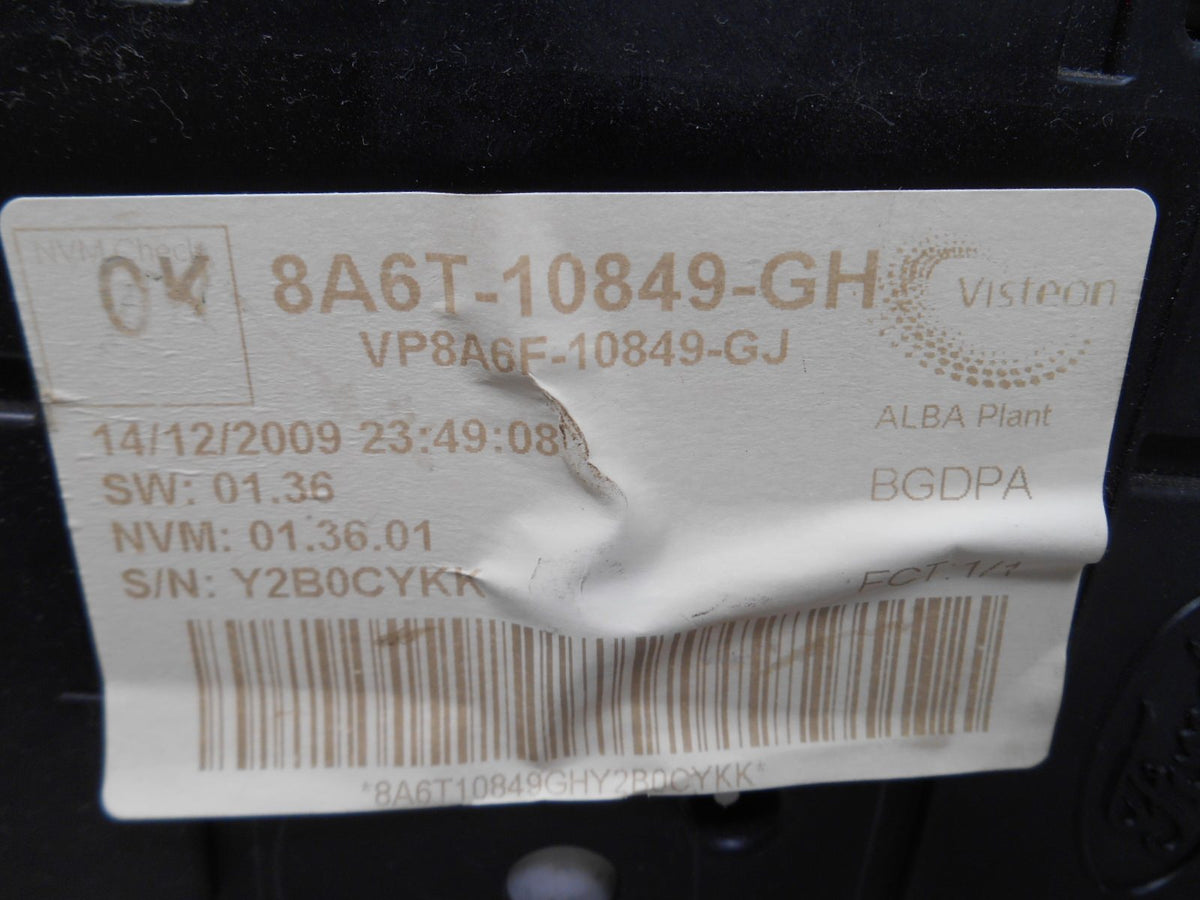 NVM Check
OK
8A6T-10849-GH
VP8A6F-10849-GJ
Visteon
ALBA Plant
14/12/2009 23:49:08
SW: 01.36
BGDPA
NVM: 01.36.01
S/N: Y2B0CYKK
FCT:1/1
*8A6T10849GHY2B0CYKK*
Ford